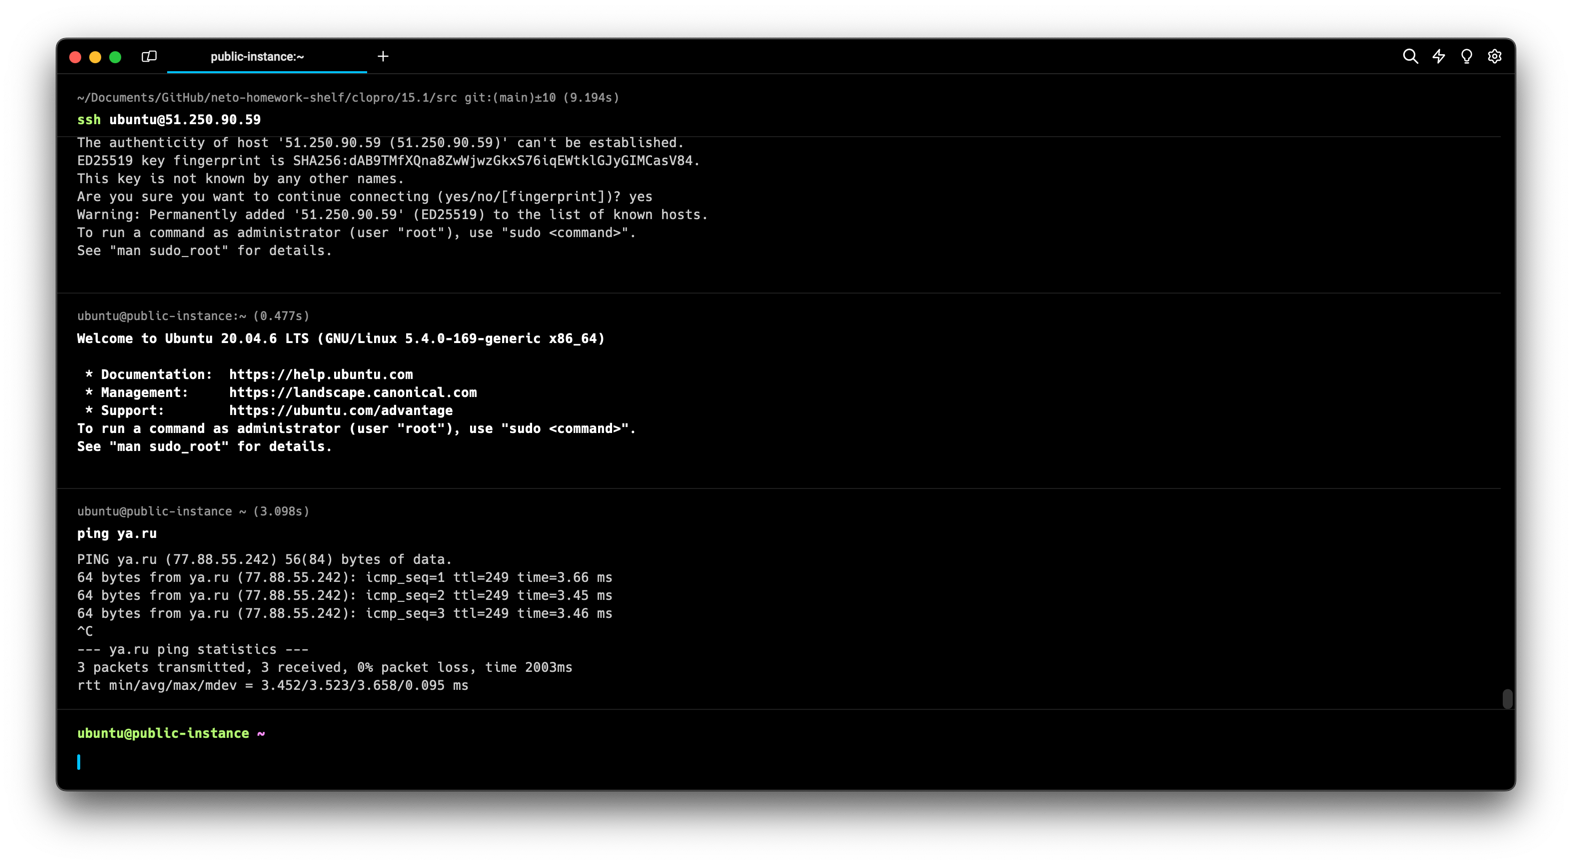 public-instance:~
~/Documents/GitHub/neto-homework-shelf/clopro/15.1/src git:(main)±10 (9.194s)
ssh ubuntu@51.250.90.59
The authenticity of host '51.250.90.59 (51.250.90.59)' can't be established.
ED25519 key fingerprint is SHA256:dAB9TMfXQna8ZwWjwzGkxS76iqEWtklGJyGIMCasV84.
This key is not known by any other names.
Are you sure you want to continue connecting (yes/no/[fingerprint])? yes
Warning: Permanently added '51.250.90.59' (ED25519) to the list of known hosts.
To run a command as administrator (user "root"), use "sudo <command>".
See "man sudo_root" for details.
ubuntu@public-instance:~ (0.477s)
Welcome to Ubuntu 20.04.6 LTS (GNU/Linux 5.4.0-169-generic x86_64)
* Documentation:  https://help.ubuntu.com
* Management:     https://landscape.canonical.com
* Support:        https://ubuntu.com/advantage
To run a command as administrator (user "root"), use "sudo <command>".
See "man sudo_root" for details.
ubuntu@public-instance ~ (3.098s)
ping ya.ru
PING ya.ru (77.88.55.242) 56(84) bytes of data.
64 bytes from ya.ru (77.88.55.242): icmp_seq=1 ttl=249 time=3.66 ms
64 bytes from ya.ru (77.88.55.242): icmp_seq=2 ttl=249 time=3.45 ms
64 bytes from ya.ru (77.88.55.242): icmp_seq=3 ttl=249 time=3.46 ms
^C
--- ya.ru ping statistics ---
3 packets transmitted, 3 received, 0% packet loss, time 2003ms
rtt min/avg/max/mdev = 3.452/3.523/3.658/0.095 ms
ubuntu@public-instance ~